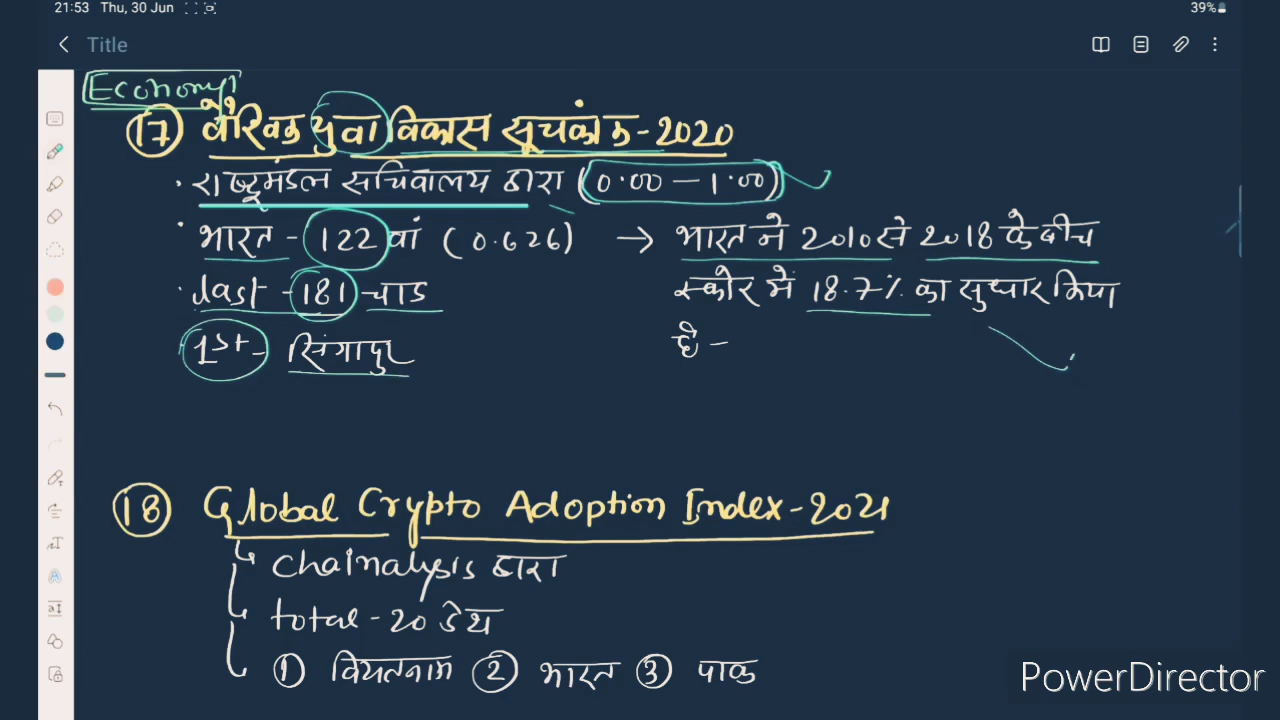 21:53 Thu, 30 Jun 39%
Title
Economy
17 वैश्विक युवा विकास सूचकांक-2020
· राष्ट्रमंडल सचिवालय द्वारा (0.00 - 1.00)
· भारत - 122 वां (0.626) → भारत ने 2010 से 2018 के बीच
· last - 181 - चाड स्कोर में 18.7% का सुधार किया
1st - सिंगापुर है -
18 Global Crypto Adoption Index-2021
chainalysis द्वारा
total - 20 देश
1 वियतनाम 2 भारत 3 पाक
PowerDirector